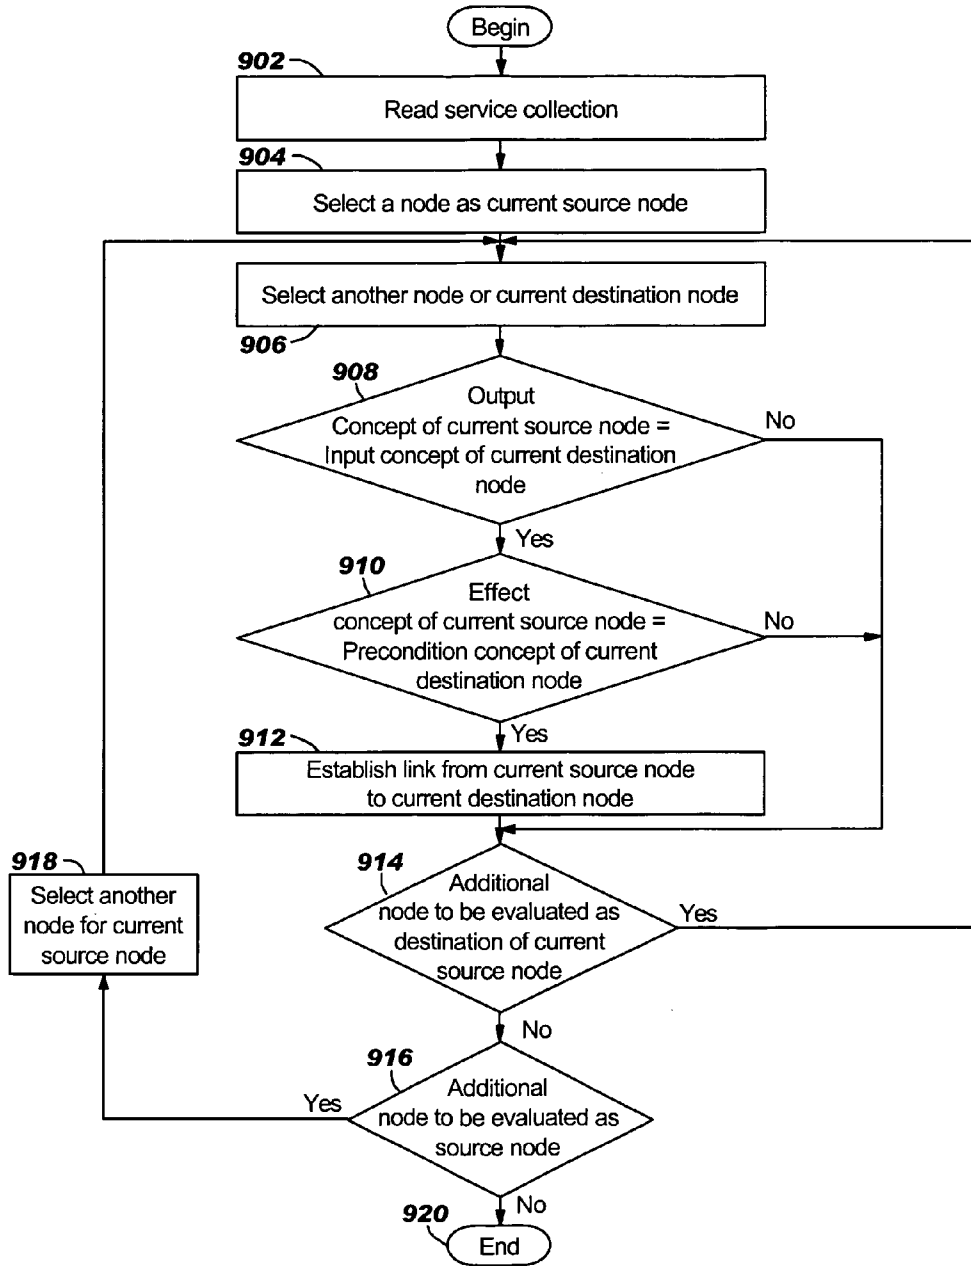 Begin
902
Read service collection
904
Select a node as current source node
Select another node or current destination node
906
908
Output
Concept of current source node =
Input concept of current destination
node
No
Yes
910
Effect
concept of current source node =
Precondition concept of current
destination node
No
Yes
912
Establish link from current source node
to current destination node
914
Additional
node to be evaluated as
destination of current
source node
Yes
No
918
Select another
node for current
source node
916
Additional
node to be evaluated as
source node
Yes
No
920
End